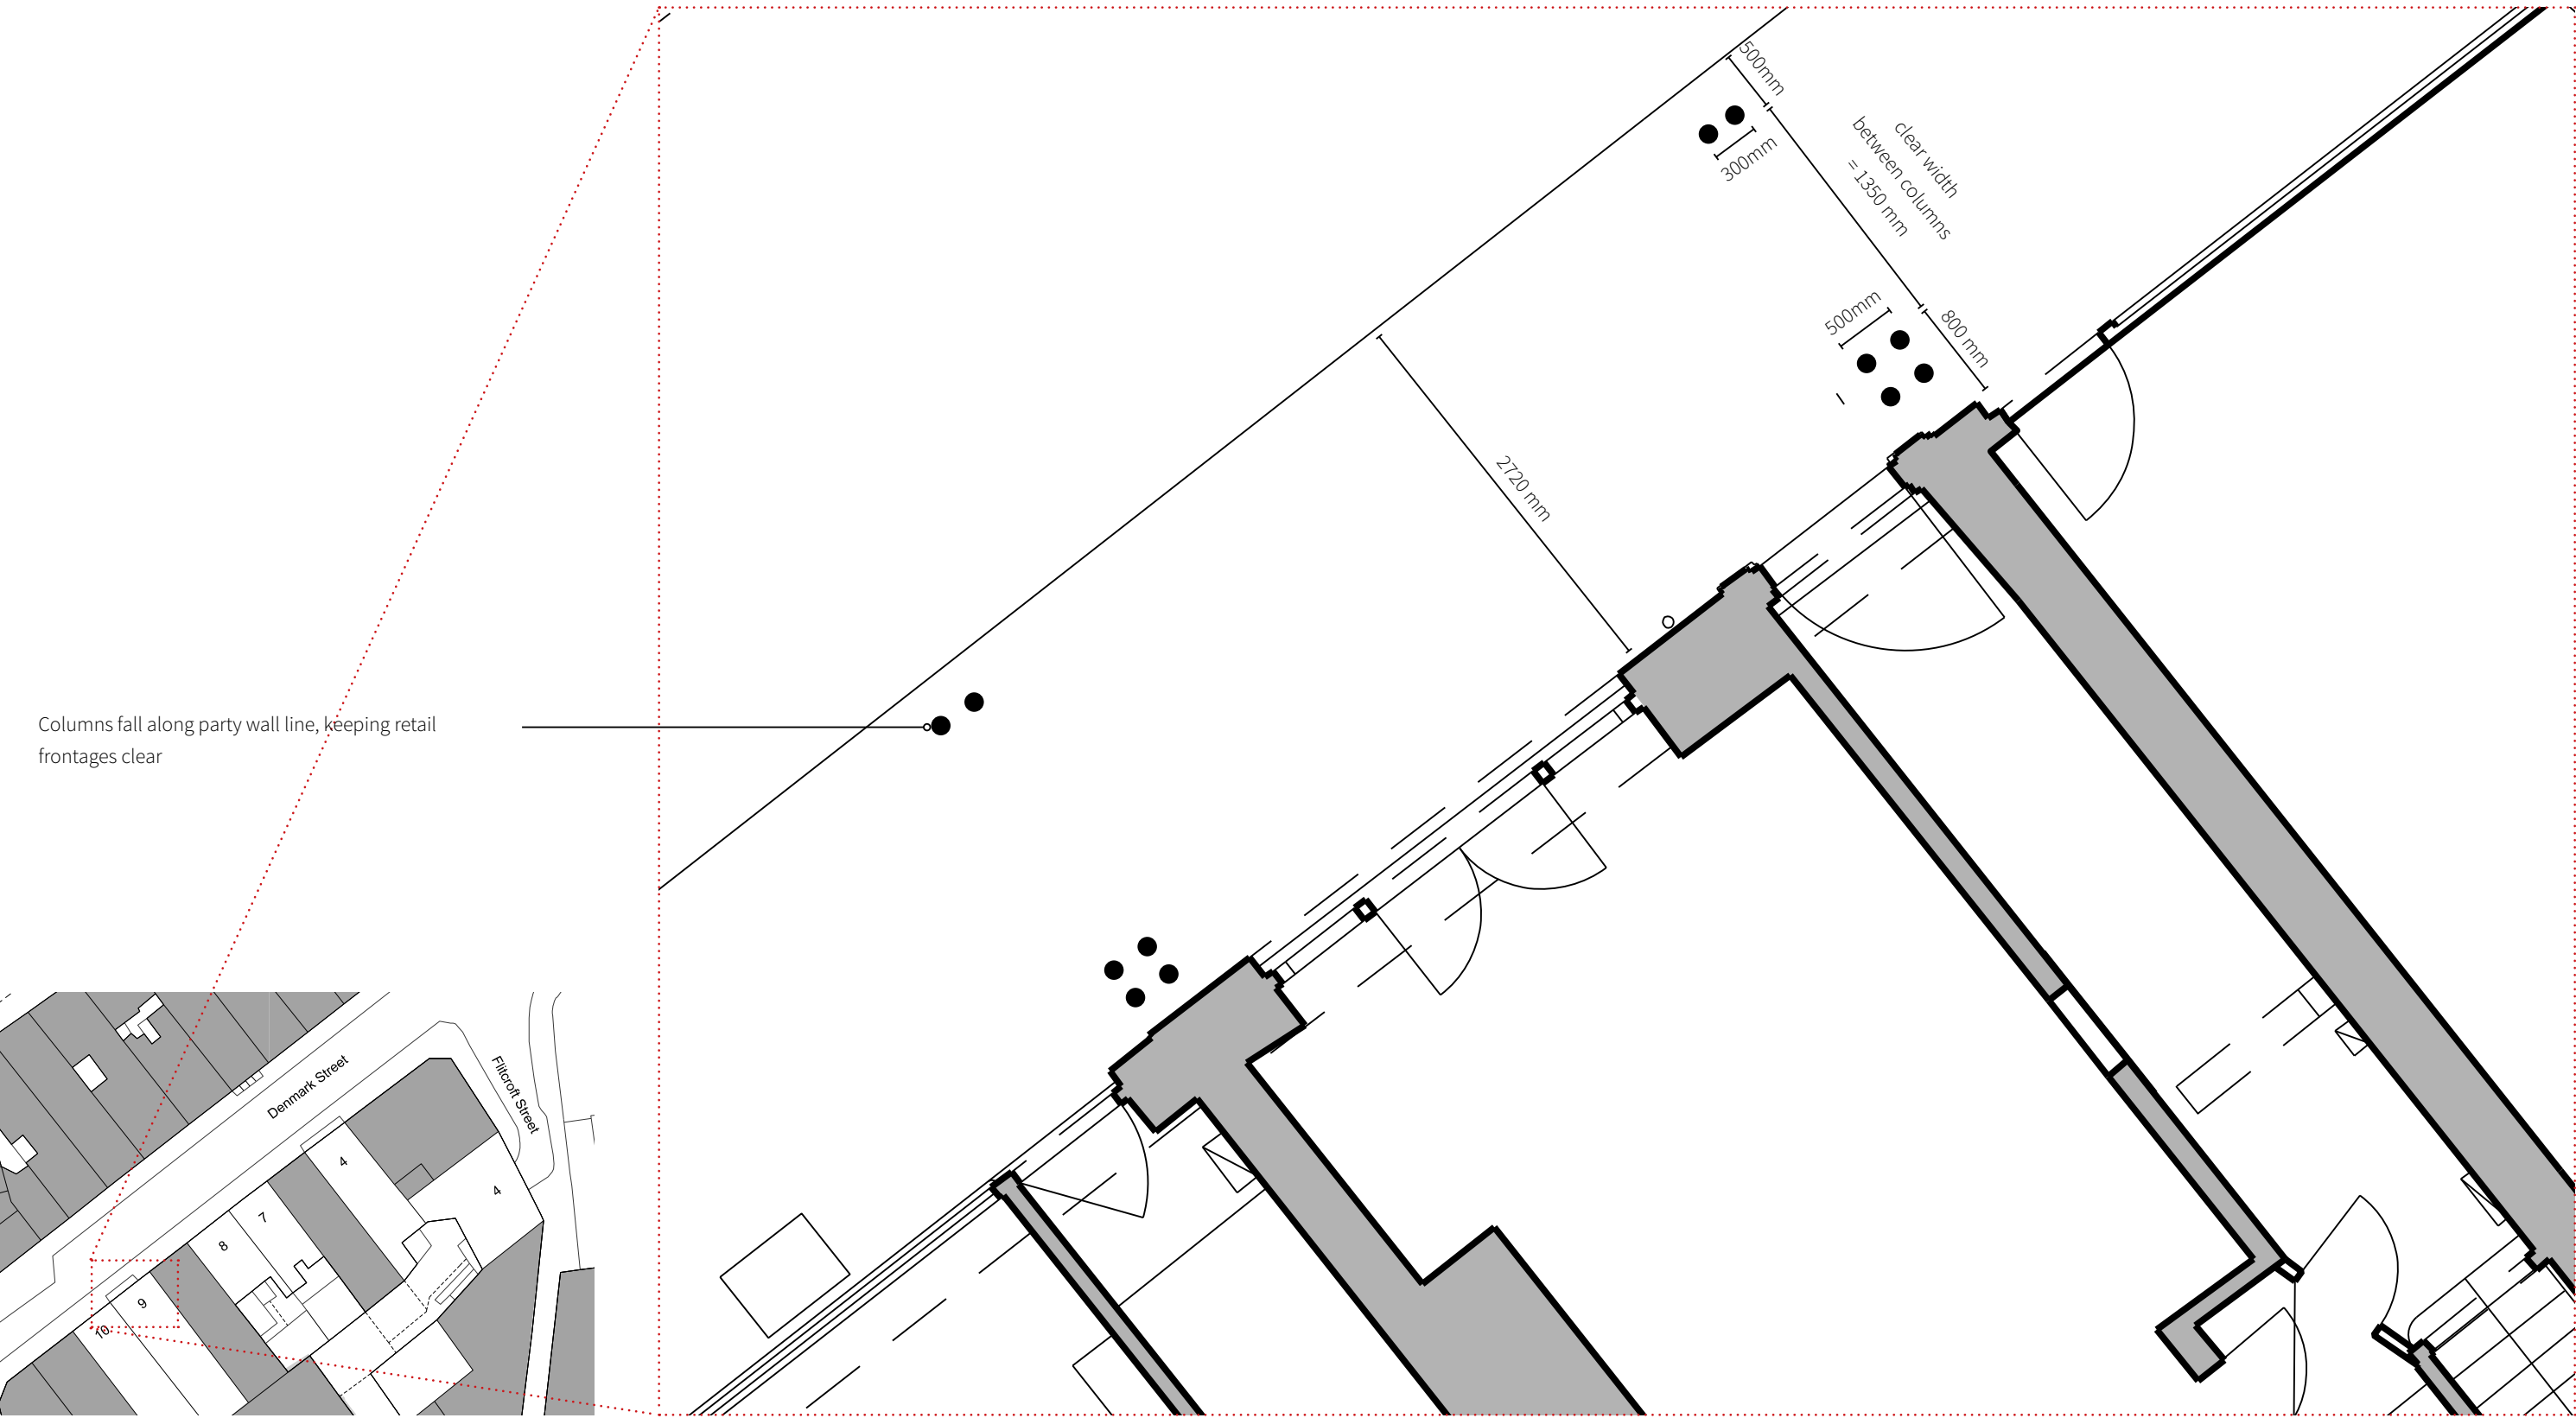 500mm
300mm
clear width
between columns
= 1350 mm
500mm
800 mm
2720 mm
Columns fall along party wall line, keeping retail
frontages clear
Denmark Street
Flitcroft Street
4
4
7
8
9
10